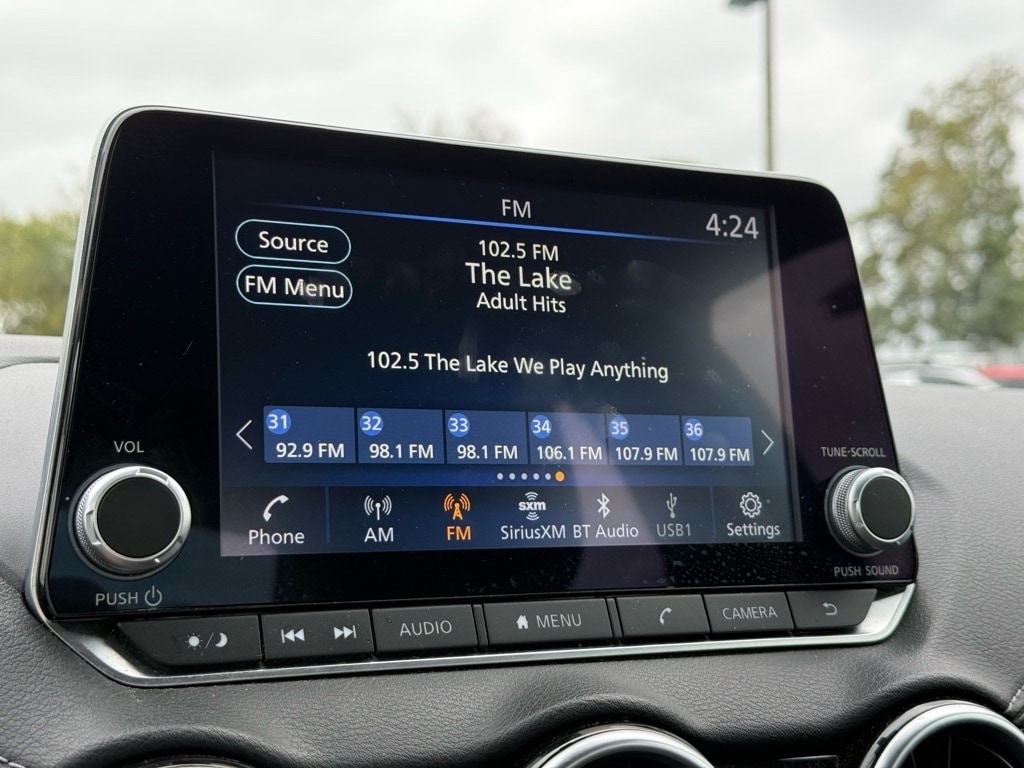 FM
4:24
Source
FM Menu
102.5 FM
The Lake
Adult Hits
102.5 The Lake We Play Anything
31 32 33 34 35 36
92.9 FM 98.1 FM 98.1 FM 106.1 FM 107.9 FM 107.9 FM
sxm
Phone AM FM SiriusXM BT Audio USB1 Settings
VOL
PUSH
TUNE·SCROLL
PUSH SOUND
AUDIO MENU CAMERA